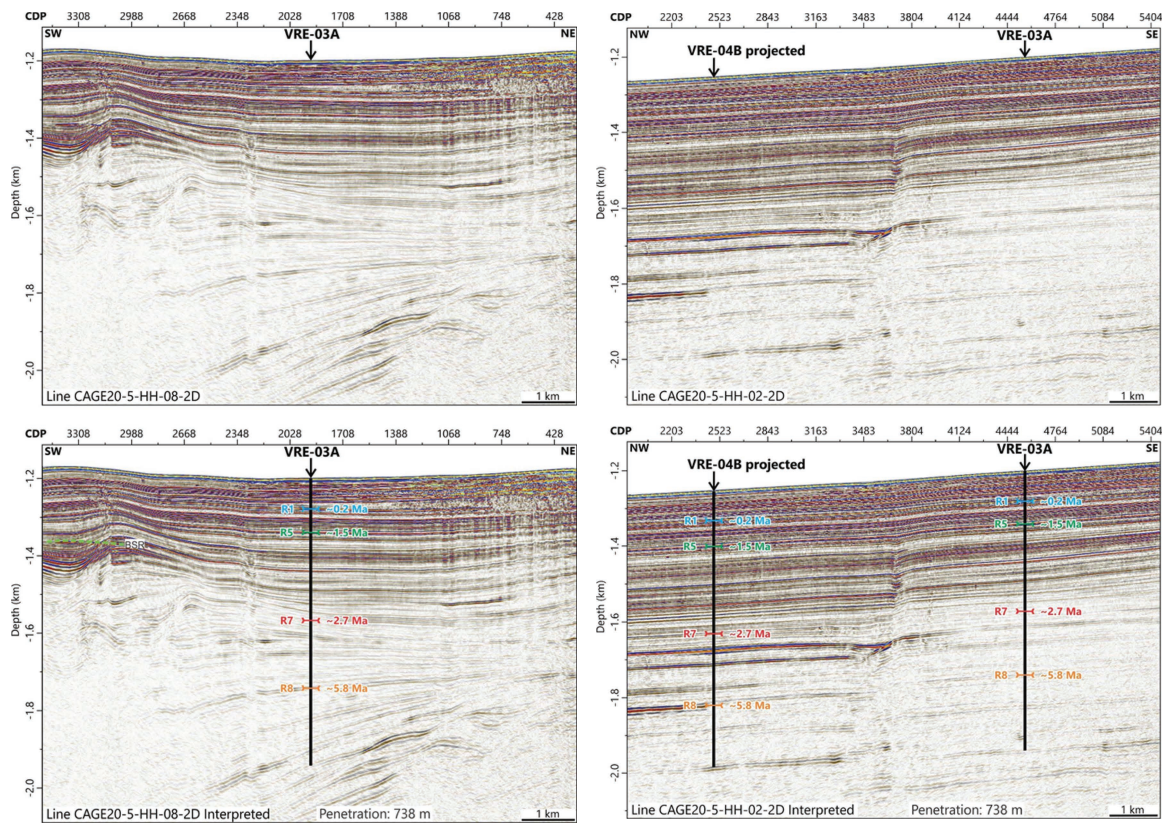 CDP 3308 2988 2668 2348 2028 1708 1388 1068 748 428
SW VRE-03A NE
Depth (km)
-1.2
-1.4
-1.6
-1.8
-2.0
Line CAGE20-5-HH-08-2D 1 km
CDP 2203 2523 2843 3163 3483 3804 4124 4444 4764 5084 5404
NW VRE-04B projected VRE-03A SE
Depth (km)
-1.2
-1.4
-1.6
-1.8
-2.0
Line CAGE20-5-HH-02-2D 1 km
CDP 3308 2988 2668 2348 2028 1708 1388 1068 748 428
SW VRE-03A NE
Depth (km)
-1.2
-1.4
-1.6
-1.8
-2.0
R1 ~0.2 Ma
R5 ~1.5 Ma
BSR
R7 ~2.7 Ma
R8 ~5.8 Ma
Line CAGE20-5-HH-08-2D Interpreted Penetration: 738 m 1 km
CDP 2203 2523 2843 3163 3483 3804 4124 4444 4764 5084 5404
NW VRE-04B projected VRE-03A SE
Depth (km)
-1.2
-1.4
-1.6
-1.8
-2.0
R1 ~0.2 Ma
R5 ~1.5 Ma
R7 ~2.7 Ma
R8 ~5.8 Ma
R1 ~0.2 Ma
R5 ~1.5 Ma
R7 ~2.7 Ma
R8 ~5.8 Ma
Line CAGE20-5-HH-02-2D Interpreted Penetration: 738 m 1 km